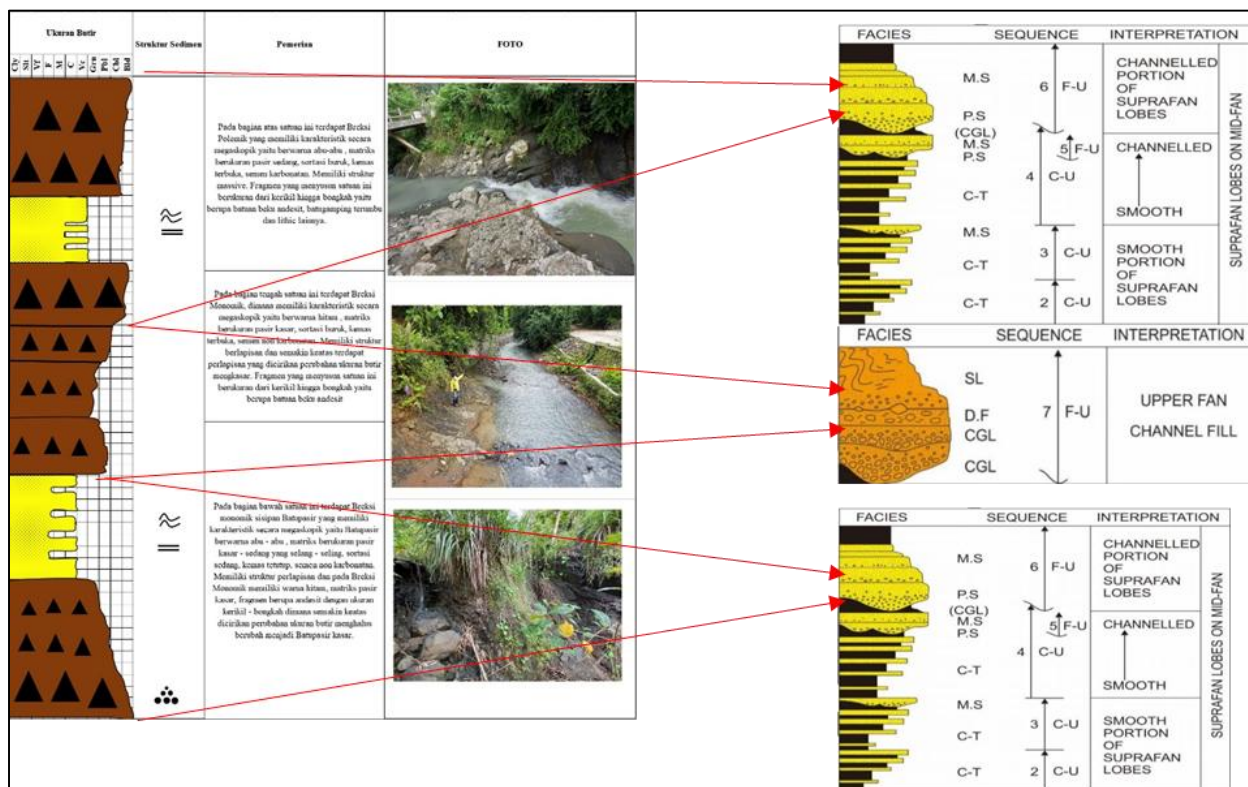 Ukuran Butir
Struktur Sedimen
Pemerian
FOTO
Cly
Slt
Vf
F
M
C
Vc
Grn
Pbl
Cbl
Bld
Pada bagian atas satuan ini terdapat Breksi
Polemik yang memiliki karakteristik secara
megaskopik yaitu berwarna abu-abu , matriks
berukuran pasir sedang, sortasi buruk, kemas
terbuka, semen karbonatan. Memiliki struktur
massive. Fragmen yang menyusun satuan ini
berukuran dari kerikil hingga bongkah yaitu
berupa batuan beku andesit, batugamping terumbu
dan lithic lainnya.
Pada bagian tengah satuan ini terdapat Breksi
Monomik, dimana memiliki karakteristik secara
megaskopik yaitu berwarna hitam , matriks
berukuran pasir kasar, sortasi buruk, kemas
terbuka, semen non karbonatan. Memiliki struktur
berlapisan dan semakin keatas terdapat
perlapisan yang dicirikan perubahan ukuran butir
mengkasar. Fragmen yang menyusun satuan ini
berukuran dari kerikil hingga bongkah yaitu
berupa batuan beku andesit
Pada bagian bawah satuan ini terdapat Breksi
monomik sisipan Batupasir yang memiliki
karakteristik secara megaskopik yaitu Batupasir
berwarna abu - abu , matriks berukuran pasir
kasar - sedang yang selang - seling, sortasi
sedang, kemas tertutup, semen non karbonatan.
Memiliki struktur perlapisan dan pada Breksi
Monomik memiliki warna hitam, matriks pasir
kasar, fragmen berupa andesit dengan ukuran
kerikil - bongkah dimana semakin keatas
dicirikan perubahan ukuran butir menghalus
berubah menjadi Batupasir kasar.
FACIES
SEQUENCE
INTERPRETATION
M.S
P.S
(CGL)
M.S
P.S
C-T
M.S
C-T
C-T
6 F-U
5 F-U
4 C-U
3 C-U
2 C-U
CHANNELLED
PORTION
OF
SUPRAFAN
LOBES
CHANNELLED
SMOOTH
SMOOTH
PORTION
OF
SUPRAFAN
LOBES
SUPRAFAN LOBES ON MID-FAN
FACIES
SEQUENCE
INTERPRETATION
SL
D.F
CGL
CGL
7 F-U
UPPER FAN
CHANNEL FILL
FACIES
SEQUENCE
INTERPRETATION
M.S
P.S
(CGL)
M.S
P.S
C-T
M.S
C-T
C-T
6 F-U
5 F-U
4 C-U
3 C-U
2 C-U
CHANNELLED
PORTION
OF
SUPRAFAN
LOBES
CHANNELLED
SMOOTH
SMOOTH
PORTION
OF
SUPRAFAN
LOBES
SUPRAFAN LOBES ON MID-FAN